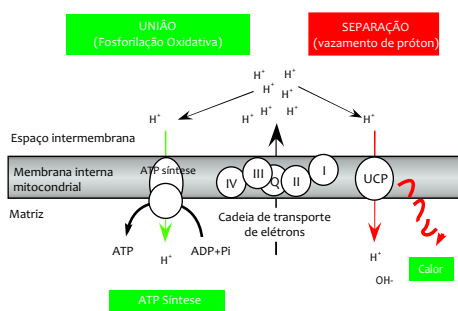 UNIÃO
(Fosforilação Oxidativa)
SEPARAÇÃO
(vazamento de próton)
H+ H+
H+ H+
H+ H+ H+
H+
H+
Espaço intermembrana
Membrana interna
mitocondrial
ATP síntese
IV
III
Q
II
I
UCP
Matriz
Cadeia de transporte
de elétrons
ATP
H+
ADP+Pi
H+
OH-
Calor
ATP Síntese